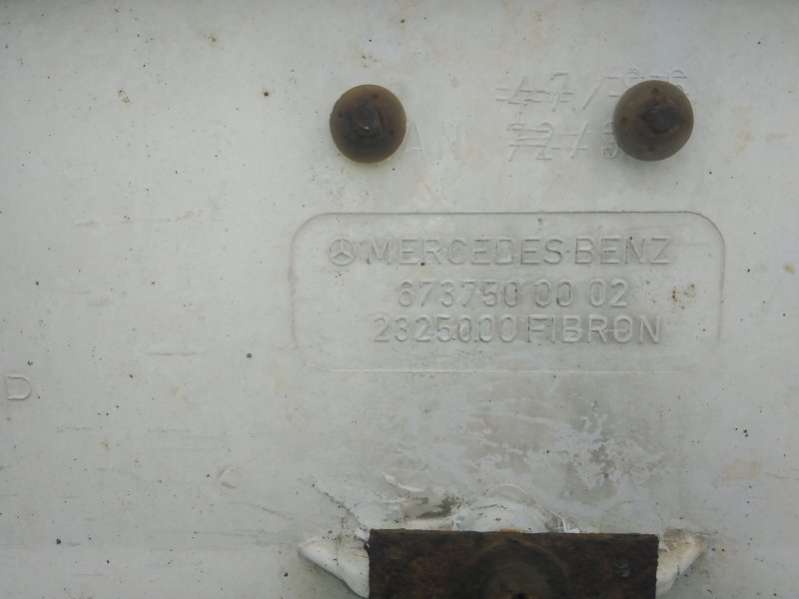 MERCEDES·BENZ
673750 00 02
2325000 FIBRON
D